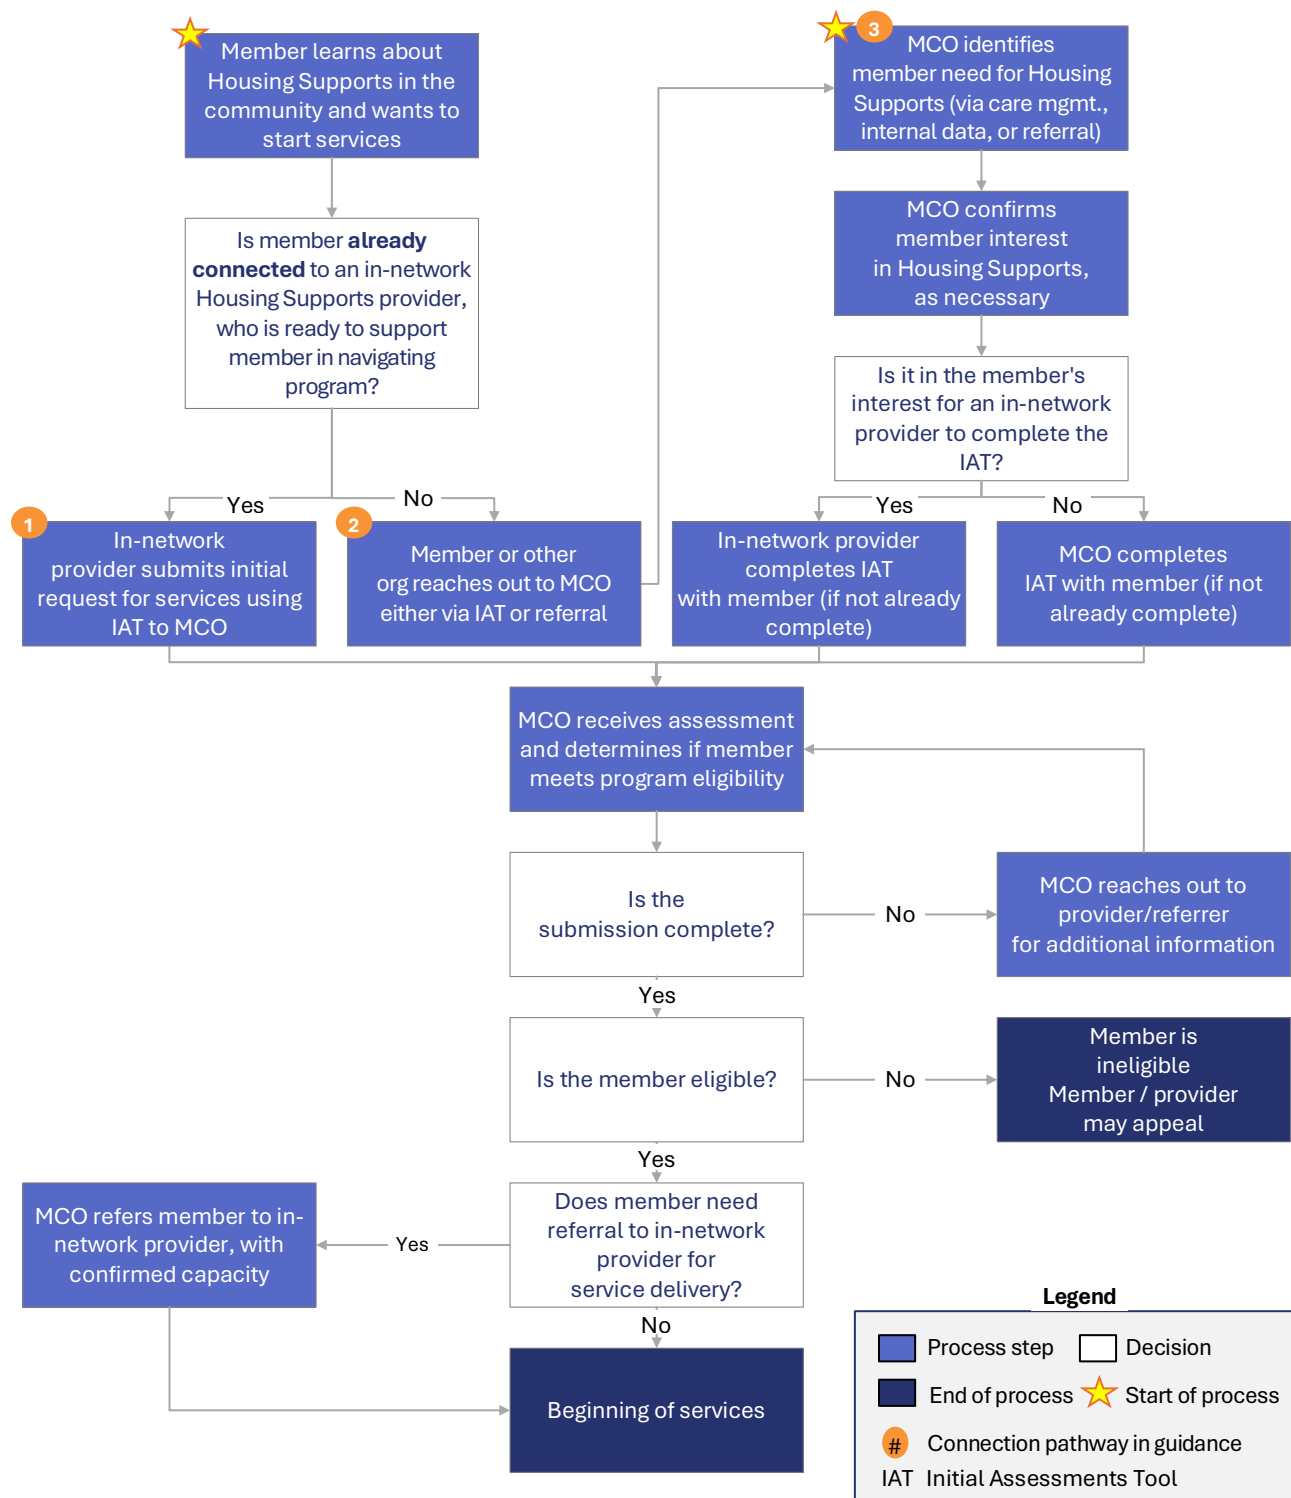 Member learns about
Housing Supports in the
community and wants to
start services
3
MCO identifies
member need for Housing
Supports (via care mgmt.,
internal data, or referral)
MCO confirms
member interest
in Housing Supports,
as necessary
Is member already
connected to an in-network
Housing Supports provider,
who is ready to support
member in navigating
program?
Is it in the member's
interest for an in-network
provider to complete the
IAT?
Yes
No
Yes
No
1
In-network
provider submits initial
request for services using
IAT to MCO
2
Member or other
org reaches out to MCO
either via IAT or referral
In-network provider
completes IAT
with member (if not already
complete)
MCO completes
IAT with member (if not
already complete)
MCO receives assessment
and determines if member
meets program eligibility
Is the
submission complete?
No
MCO reaches out to
provider/referrer
for additional information
Yes
Is the member eligible?
No
Member is
ineligible
Member / provider
may appeal
Yes
Does member need
referral to in-network
provider for
service delivery?
Yes
MCO refers member to in-
network provider, with
confirmed capacity
No
Beginning of services
Legend
Process step
Decision
End of process
Start of process
# Connection pathway in guidance
IAT Initial Assessments Tool